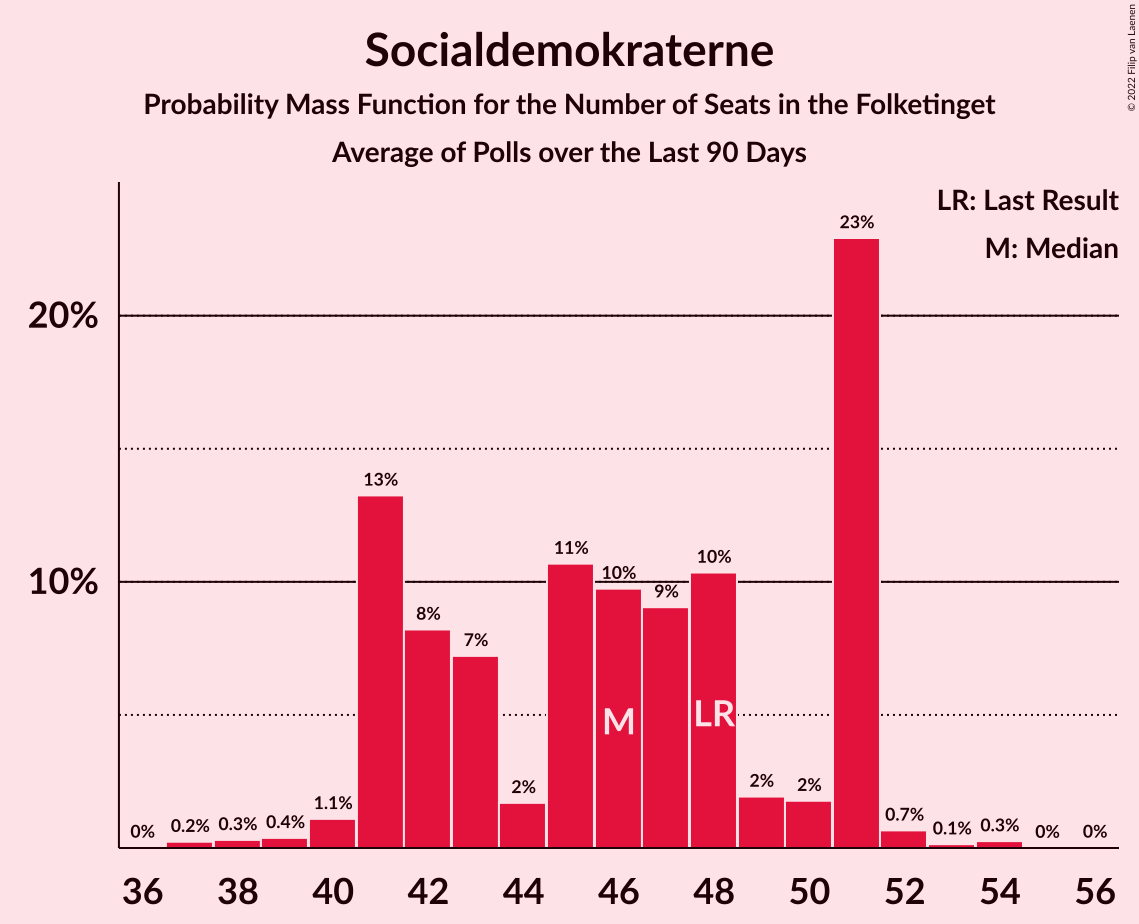 Socialdemokraterne
Probability Mass Function for the Number of Seats in the Folketinget
Average of Polls over the Last 90 Days
© 2022 Filip van Laenen
LR: Last Result
M: Median
20%
10%
0%
0.2%
0.3%
0.4%
1.1%
13%
8%
7%
2%
11%
10%
9%
10%
2%
2%
23%
0.7%
0.1%
0.3%
0%
0%
M
LR
36 38 40 42 44 46 48 50 52 54 56